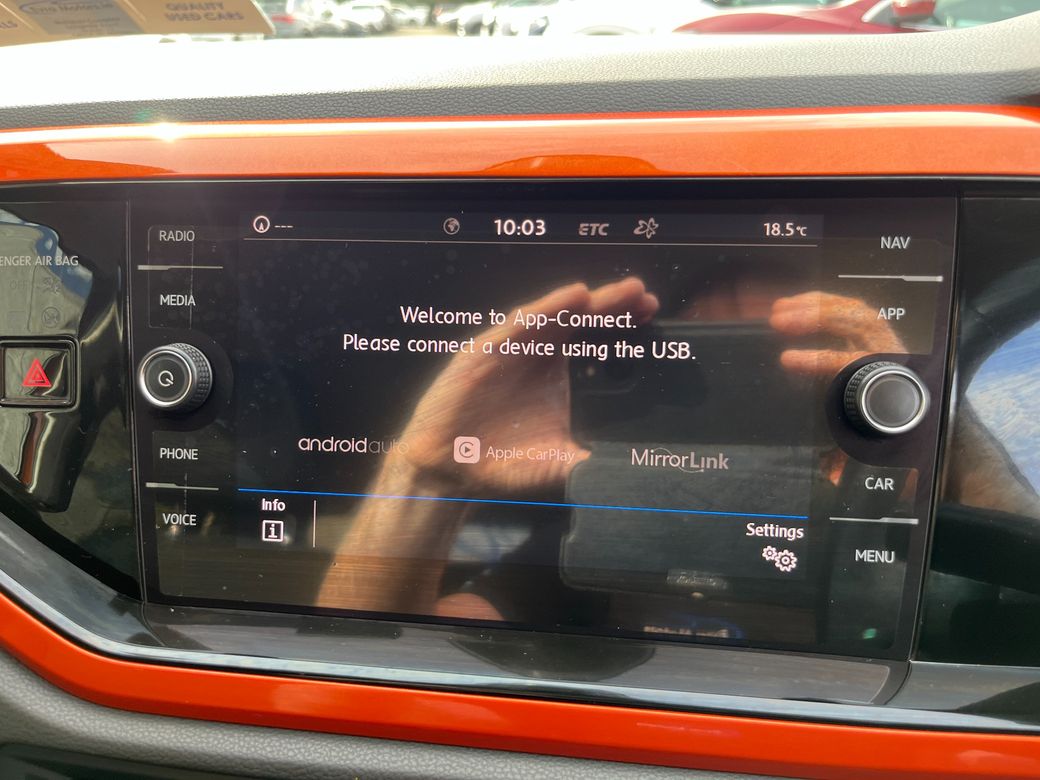 QUALITY
USED CARS
RADIO
10:03
ETC
18.5°C
NAV
ENGER AIR BAG
OFF
MEDIA
APP
Welcome to App-Connect.
Please connect a device using the USB.
androidauto
Apple CarPlay
MirrorLink
PHONE
CAR
VOICE
Info
Settings
MENU